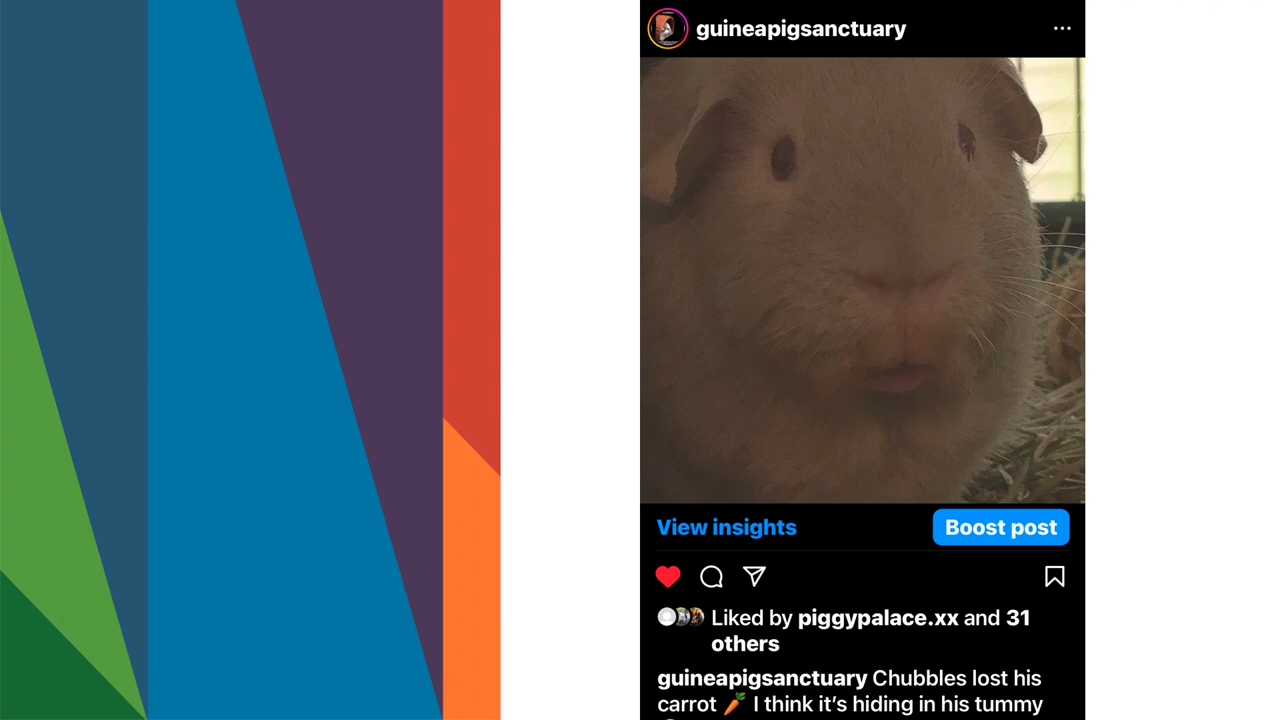 guineapigsanctuary
View insights
Boost post
Liked by piggypalace.xx and 31
others
guineapigsanctuary Chubbles lost his
carrot 🥕 I think it’s hiding in his tummy